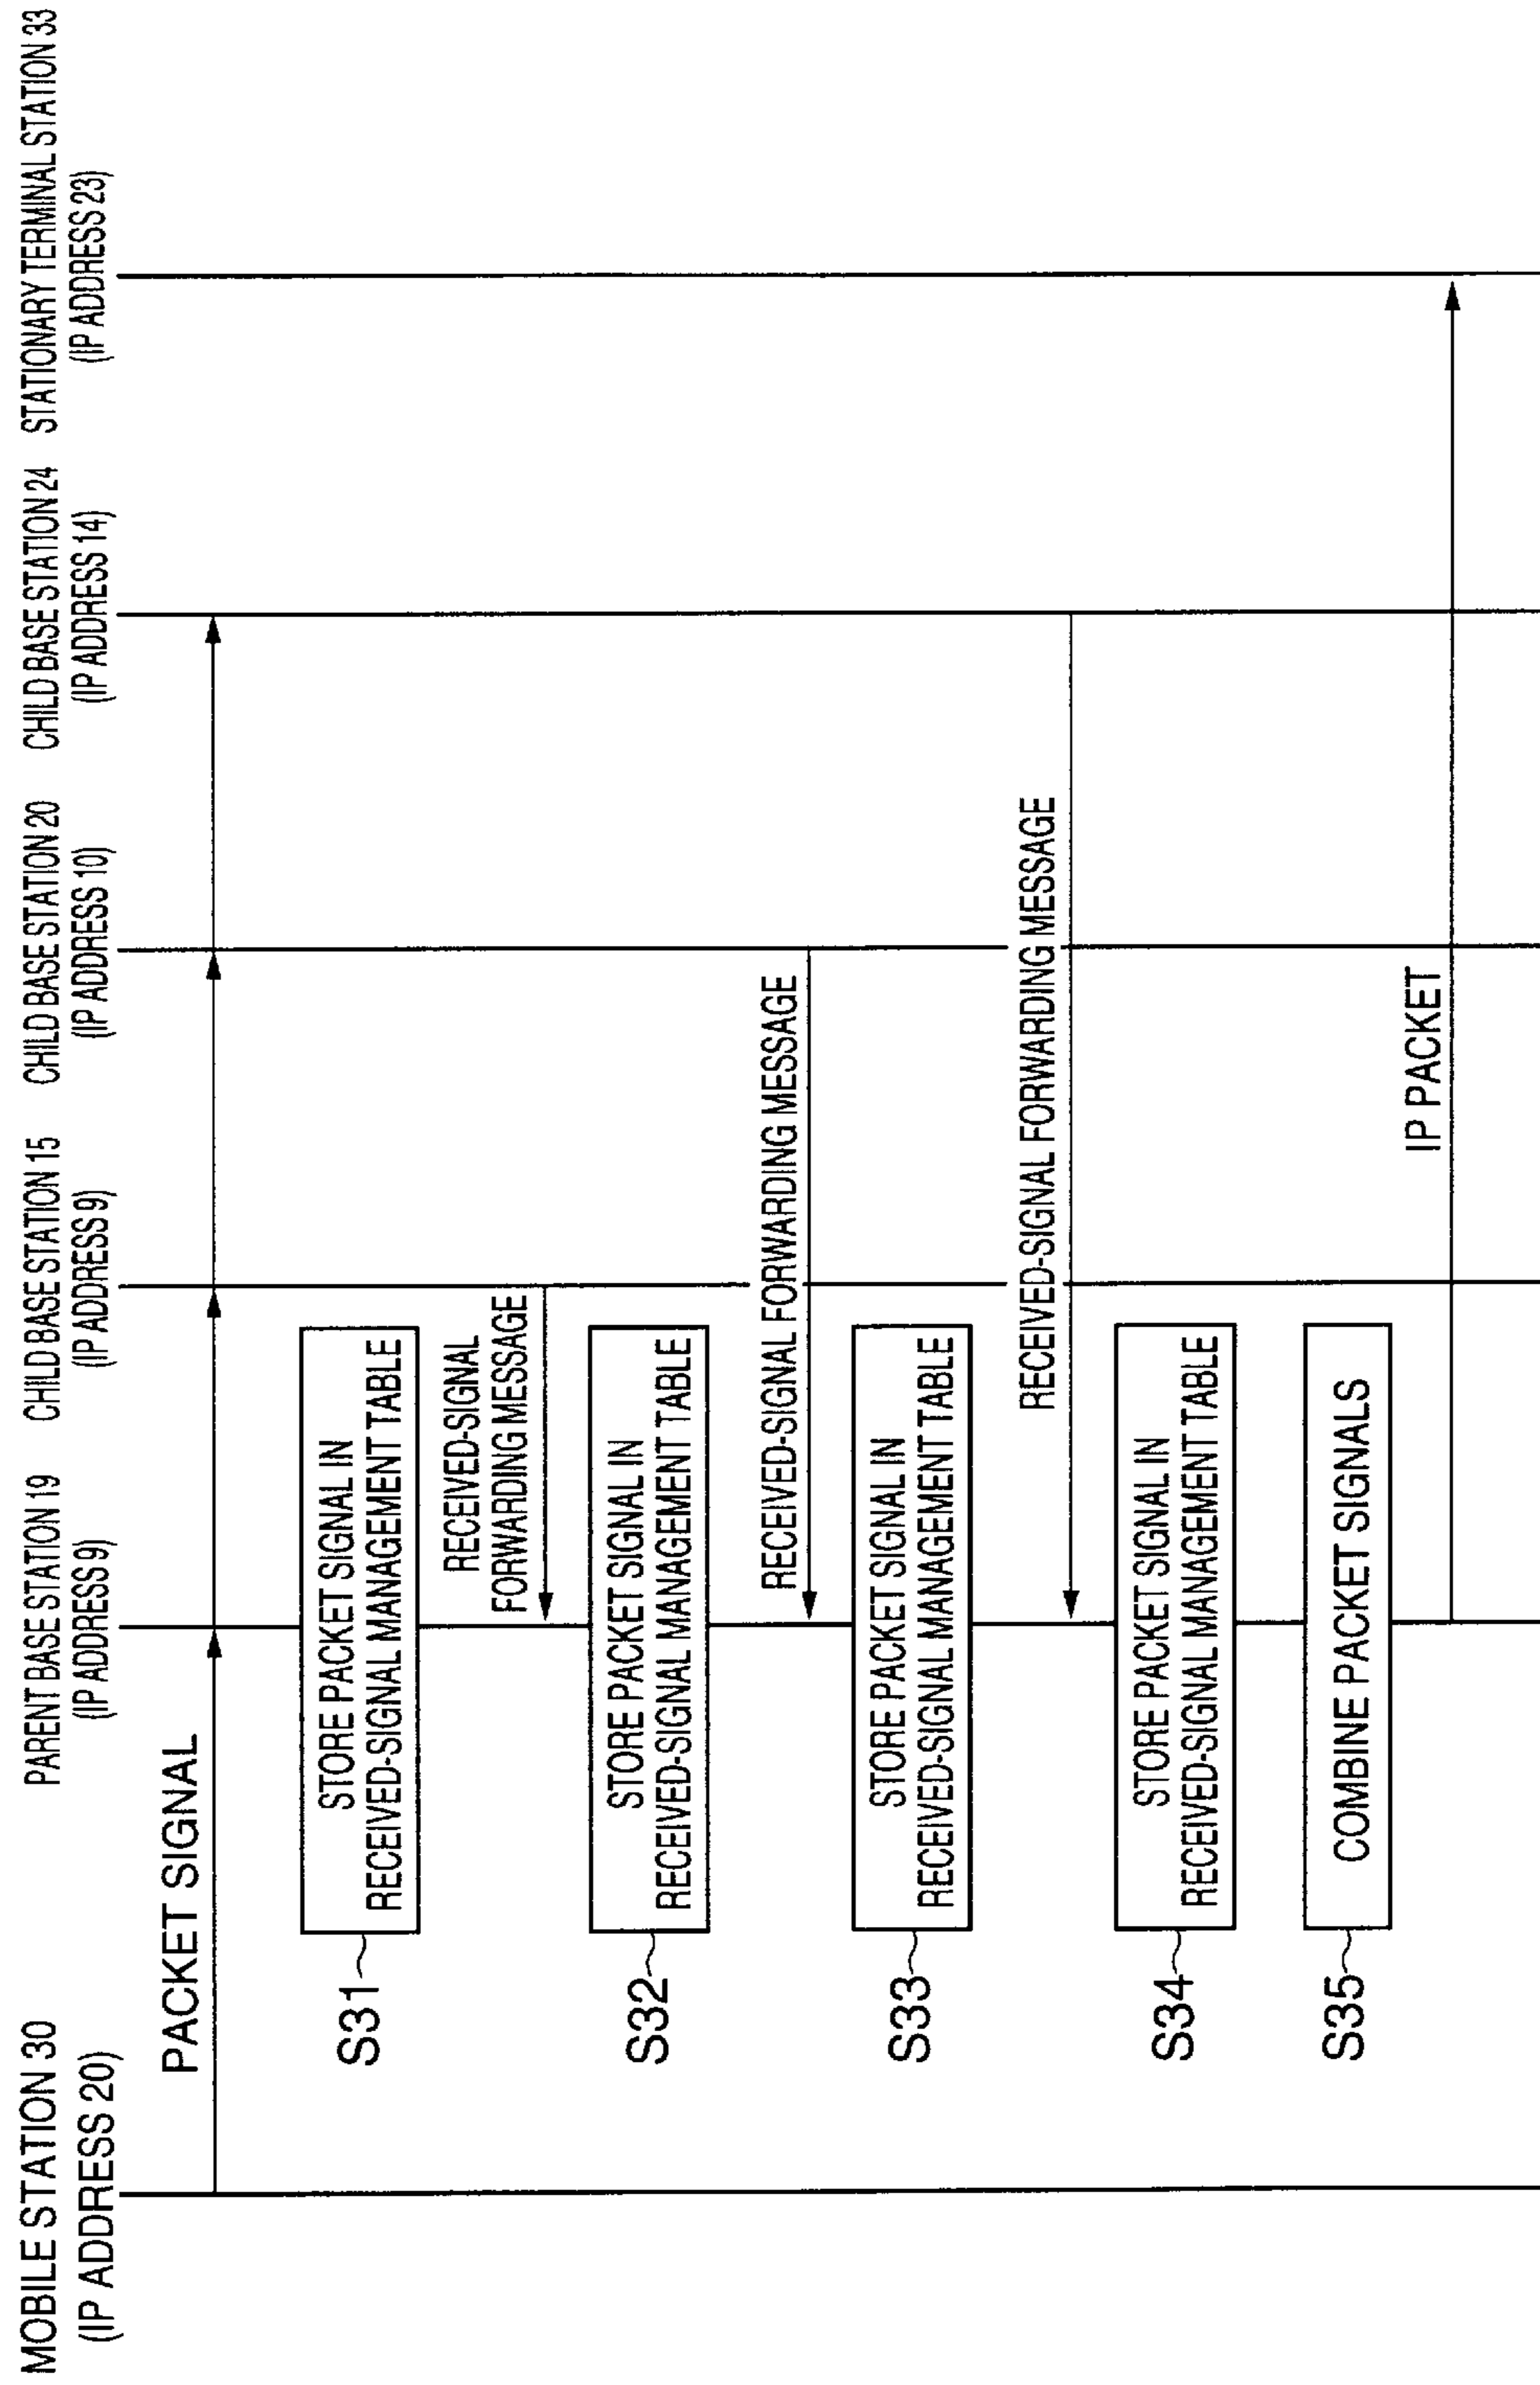 MOBILE STATION 30
(IP ADDRESS 20)
PARENT BASE STATION 19
(IP ADDRESS 9)
CHILD BASE STATION 15
(IP ADDRESS 9)
CHILD BASE STATION 20
(IP ADDRESS 10)
CHILD BASE STATION 24
(IP ADDRESS 14)
STATIONARY TERMINAL STATION 33
(IP ADDRESS 23)
PACKET SIGNAL
S31
STORE PACKET SIGNAL IN
RECEIVED-SIGNAL MANAGEMENT TABLE
RECEIVED-SIGNAL
FORWARDING MESSAGE
S32
STORE PACKET SIGNAL IN
RECEIVED-SIGNAL MANAGEMENT TABLE
RECEIVED-SIGNAL FORWARDING MESSAGE
S33
STORE PACKET SIGNAL IN
RECEIVED-SIGNAL MANAGEMENT TABLE
RECEIVED-SIGNAL FORWARDING MESSAGE
S34
STORE PACKET SIGNAL IN
RECEIVED-SIGNAL MANAGEMENT TABLE
S35
COMBINE PACKET SIGNALS
IP PACKET